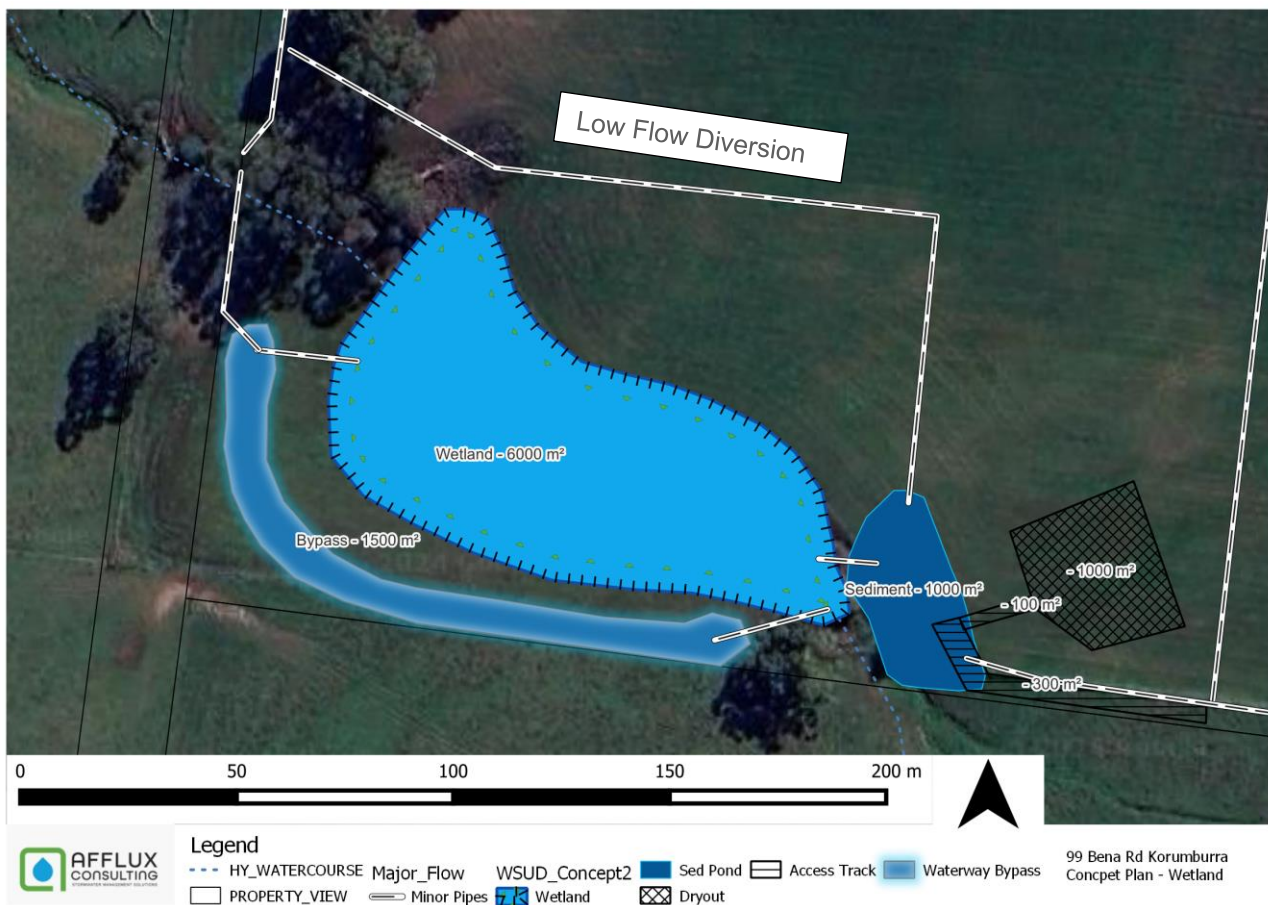 Low Flow Diversion
Wetland - 6000 m²
Bypass - 1500 m²
- 1000 m²
Sediment - 1000 m²
- 100 m²
- 300 m²
0 50 100 150 200 m
AFFLUX
CONSULTING
STORMWATER MANAGEMENT SOLUTIONS
Legend
HY_WATERCOURSE Major_Flow WSUD_Concept2 Sed Pond Access Track Waterway Bypass
PROPERTY_VIEW Minor Pipes Wetland Dryout
99 Bena Rd Korumburra
Concpet Plan - Wetland